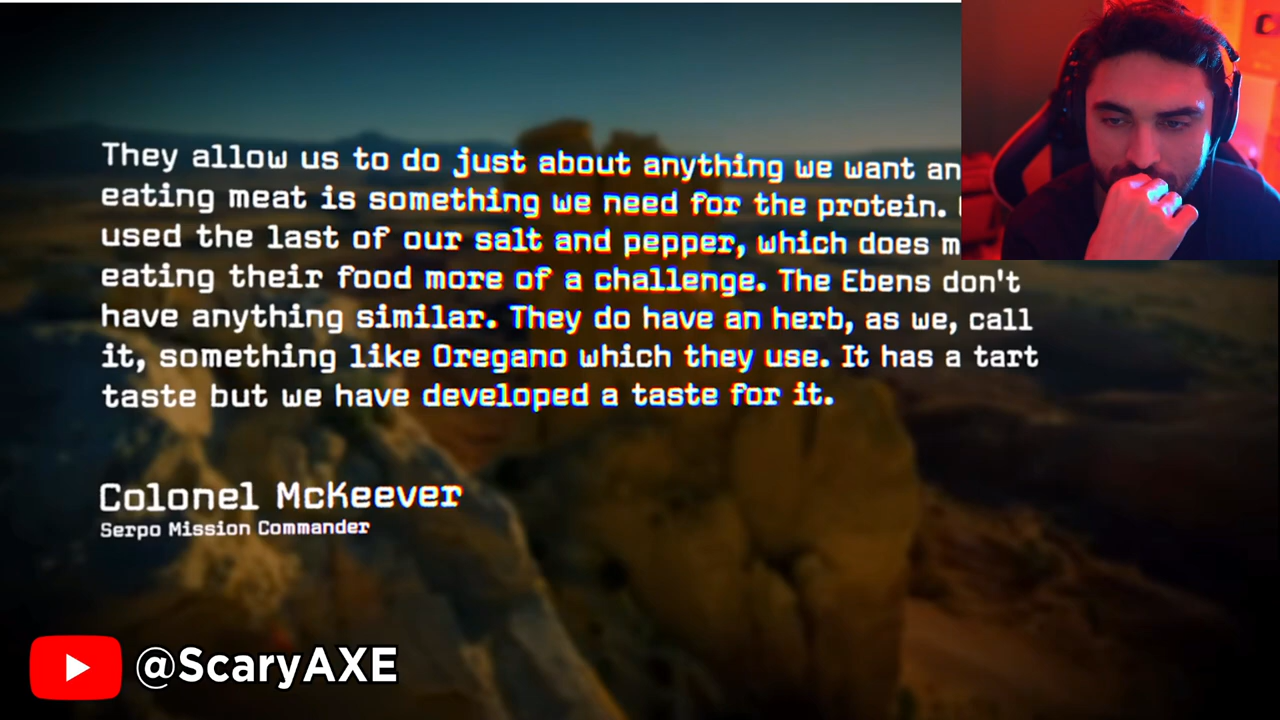 They allow us to do just about anything we want an
eating meat is something we need for the protein.
used the last of our salt and pepper, which does m
eating their food more of a challenge. The Ebens don't
have anything similar. They do have an herb, as we, call
it, something like Oregano which they use. It has a tart
taste but we have developed a taste for it.
Colonel McKeever
Serpo Mission Commander
@ScaryAXE